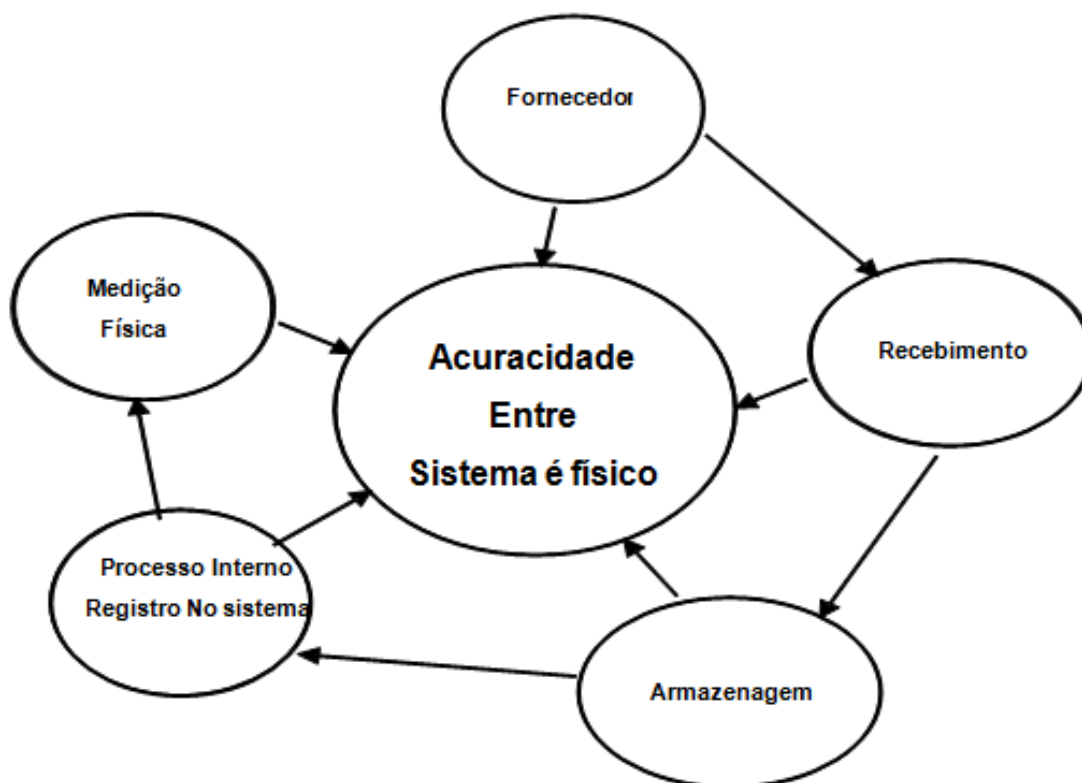 Fornecedor
Medição
Física
Recebimento
Acuracidade
Entre
Sistema é físico
Processo Interno
Registro No sistema
Armazenagem